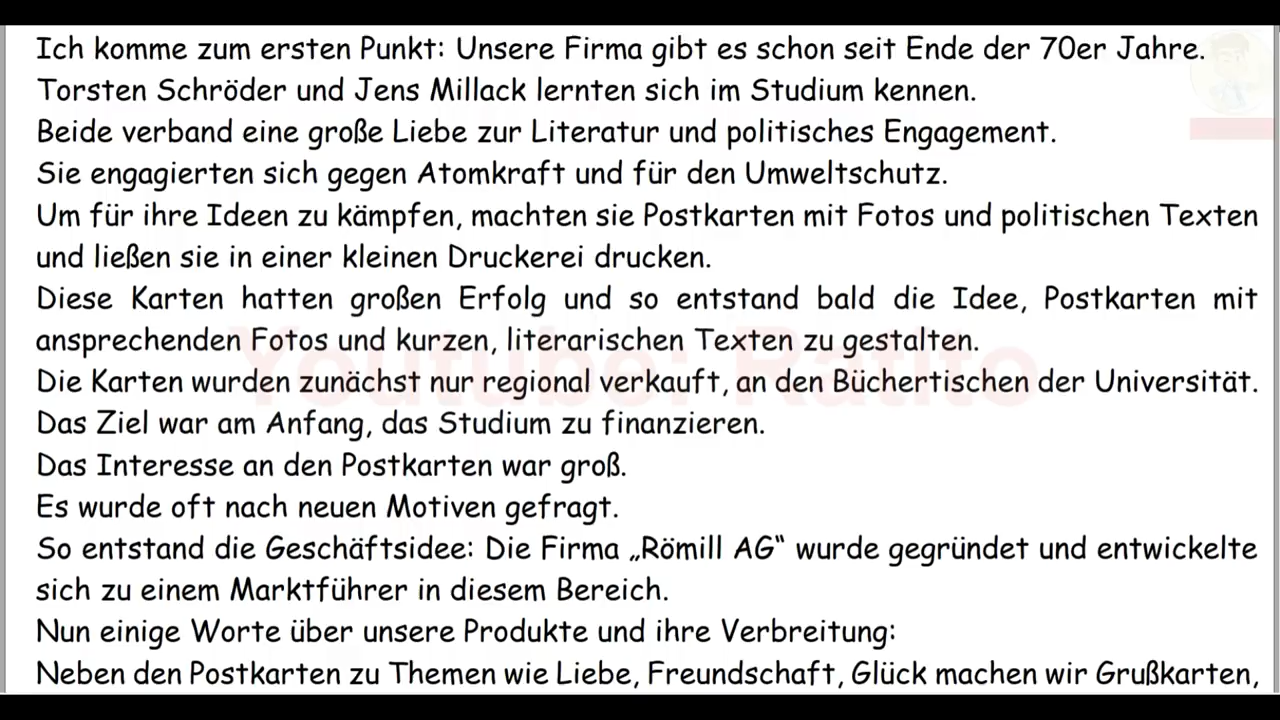 Ich komme zum ersten Punkt: Unsere Firma gibt es schon seit Ende der 70er Jahre.
Torsten Schröder und Jens Millack lernten sich im Studium kennen.
Beide verband eine große Liebe zur Literatur und politisches Engagement.
Sie engagierten sich gegen Atomkraft und für den Umweltschutz.
Um für ihre Ideen zu kämpfen, machten sie Postkarten mit Fotos und politischen Texten
und ließen sie in einer kleinen Druckerei drucken.
Diese Karten hatten großen Erfolg und so entstand bald die Idee, Postkarten mit
ansprechenden Fotos und kurzen, literarischen Texten zu gestalten.
Youtube: Ratito
Die Karten wurden zunächst nur regional verkauft, an den Büchertischen der Universität.
Das Ziel war am Anfang, das Studium zu finanzieren.
Das Interesse an den Postkarten war groß.
Es wurde oft nach neuen Motiven gefragt.
So entstand die Geschäftsidee: Die Firma „Römill AG“ wurde gegründet und entwickelte
sich zu einem Marktführer in diesem Bereich.
Nun einige Worte über unsere Produkte und ihre Verbreitung:
Neben den Postkarten zu Themen wie Liebe, Freundschaft, Glück machen wir Grußkarten,